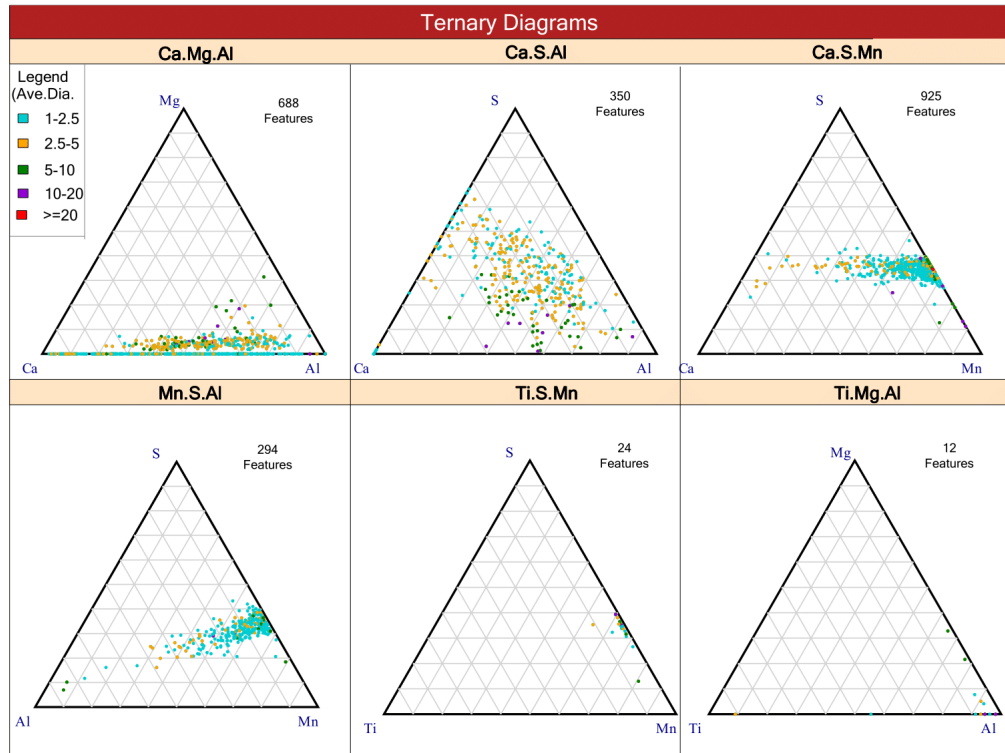 Ternary Diagrams
Ca.Mg.Al
Ca.S.Al
Ca.S.Mn
Legend
(Ave.Dia.
1-2.5
2.5-5
5-10
10-20
>=20
Mg
688
Features
Ca
Al
S
350
Features
Ca
Al
S
925
Features
Ca
Mn
Mn.S.Al
Ti.S.Mn
Ti.Mg.Al
S
294
Features
Al
Mn
S
24
Features
Ti
Mn
Mg
12
Features
Ti
Al